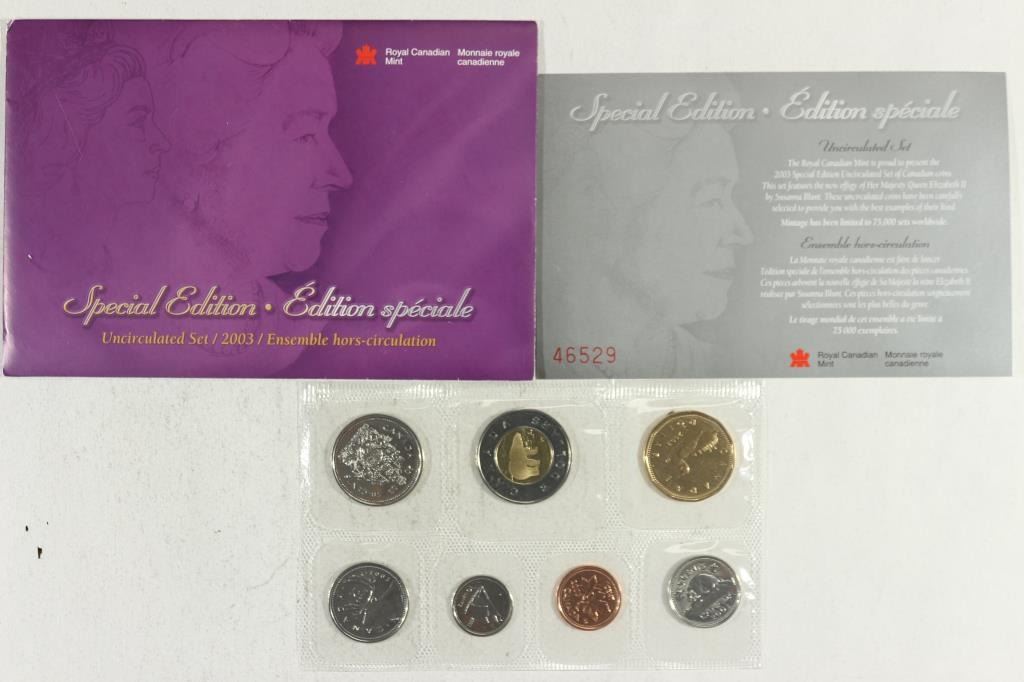 Royal Canadian Mint
Monnaie royale canadienne
Special Edition • Édition spéciale
Uncirculated Set / 2003 / Ensemble hors-circulation
Special Edition • Édition spéciale
Uncirculated Set
The Royal Canadian Mint is proud to present the
2003 Special Edition Uncirculated Set of Canadian coins.
This set features the new effigy of Her Majesty Queen Elizabeth II
by Susanna Blunt. These uncirculated coins have been carefully
selected to provide you with the best examples of their kind.
Mintage has been limited to 75,000 sets worldwide.
Ensemble hors-circulation
La Monnaie royale canadienne est fière de lancer
l'édition spéciale de l'ensemble hors-circulation des pièces canadiennes.
Ces pièces arborent la nouvelle effigie de Sa Majesté la reine Elizabeth II
réalisée par Susanna Blunt. Ces pièces hors-circulation soigneusement
sélectionnées sont les plus belles du genre.
Le tirage mondial de cet ensemble a été limité à
75 000 exemplaires.
46529
Royal Canadian Mint
Monnaie royale canadienne
CANADA
CANADA
CANADA
CANADA